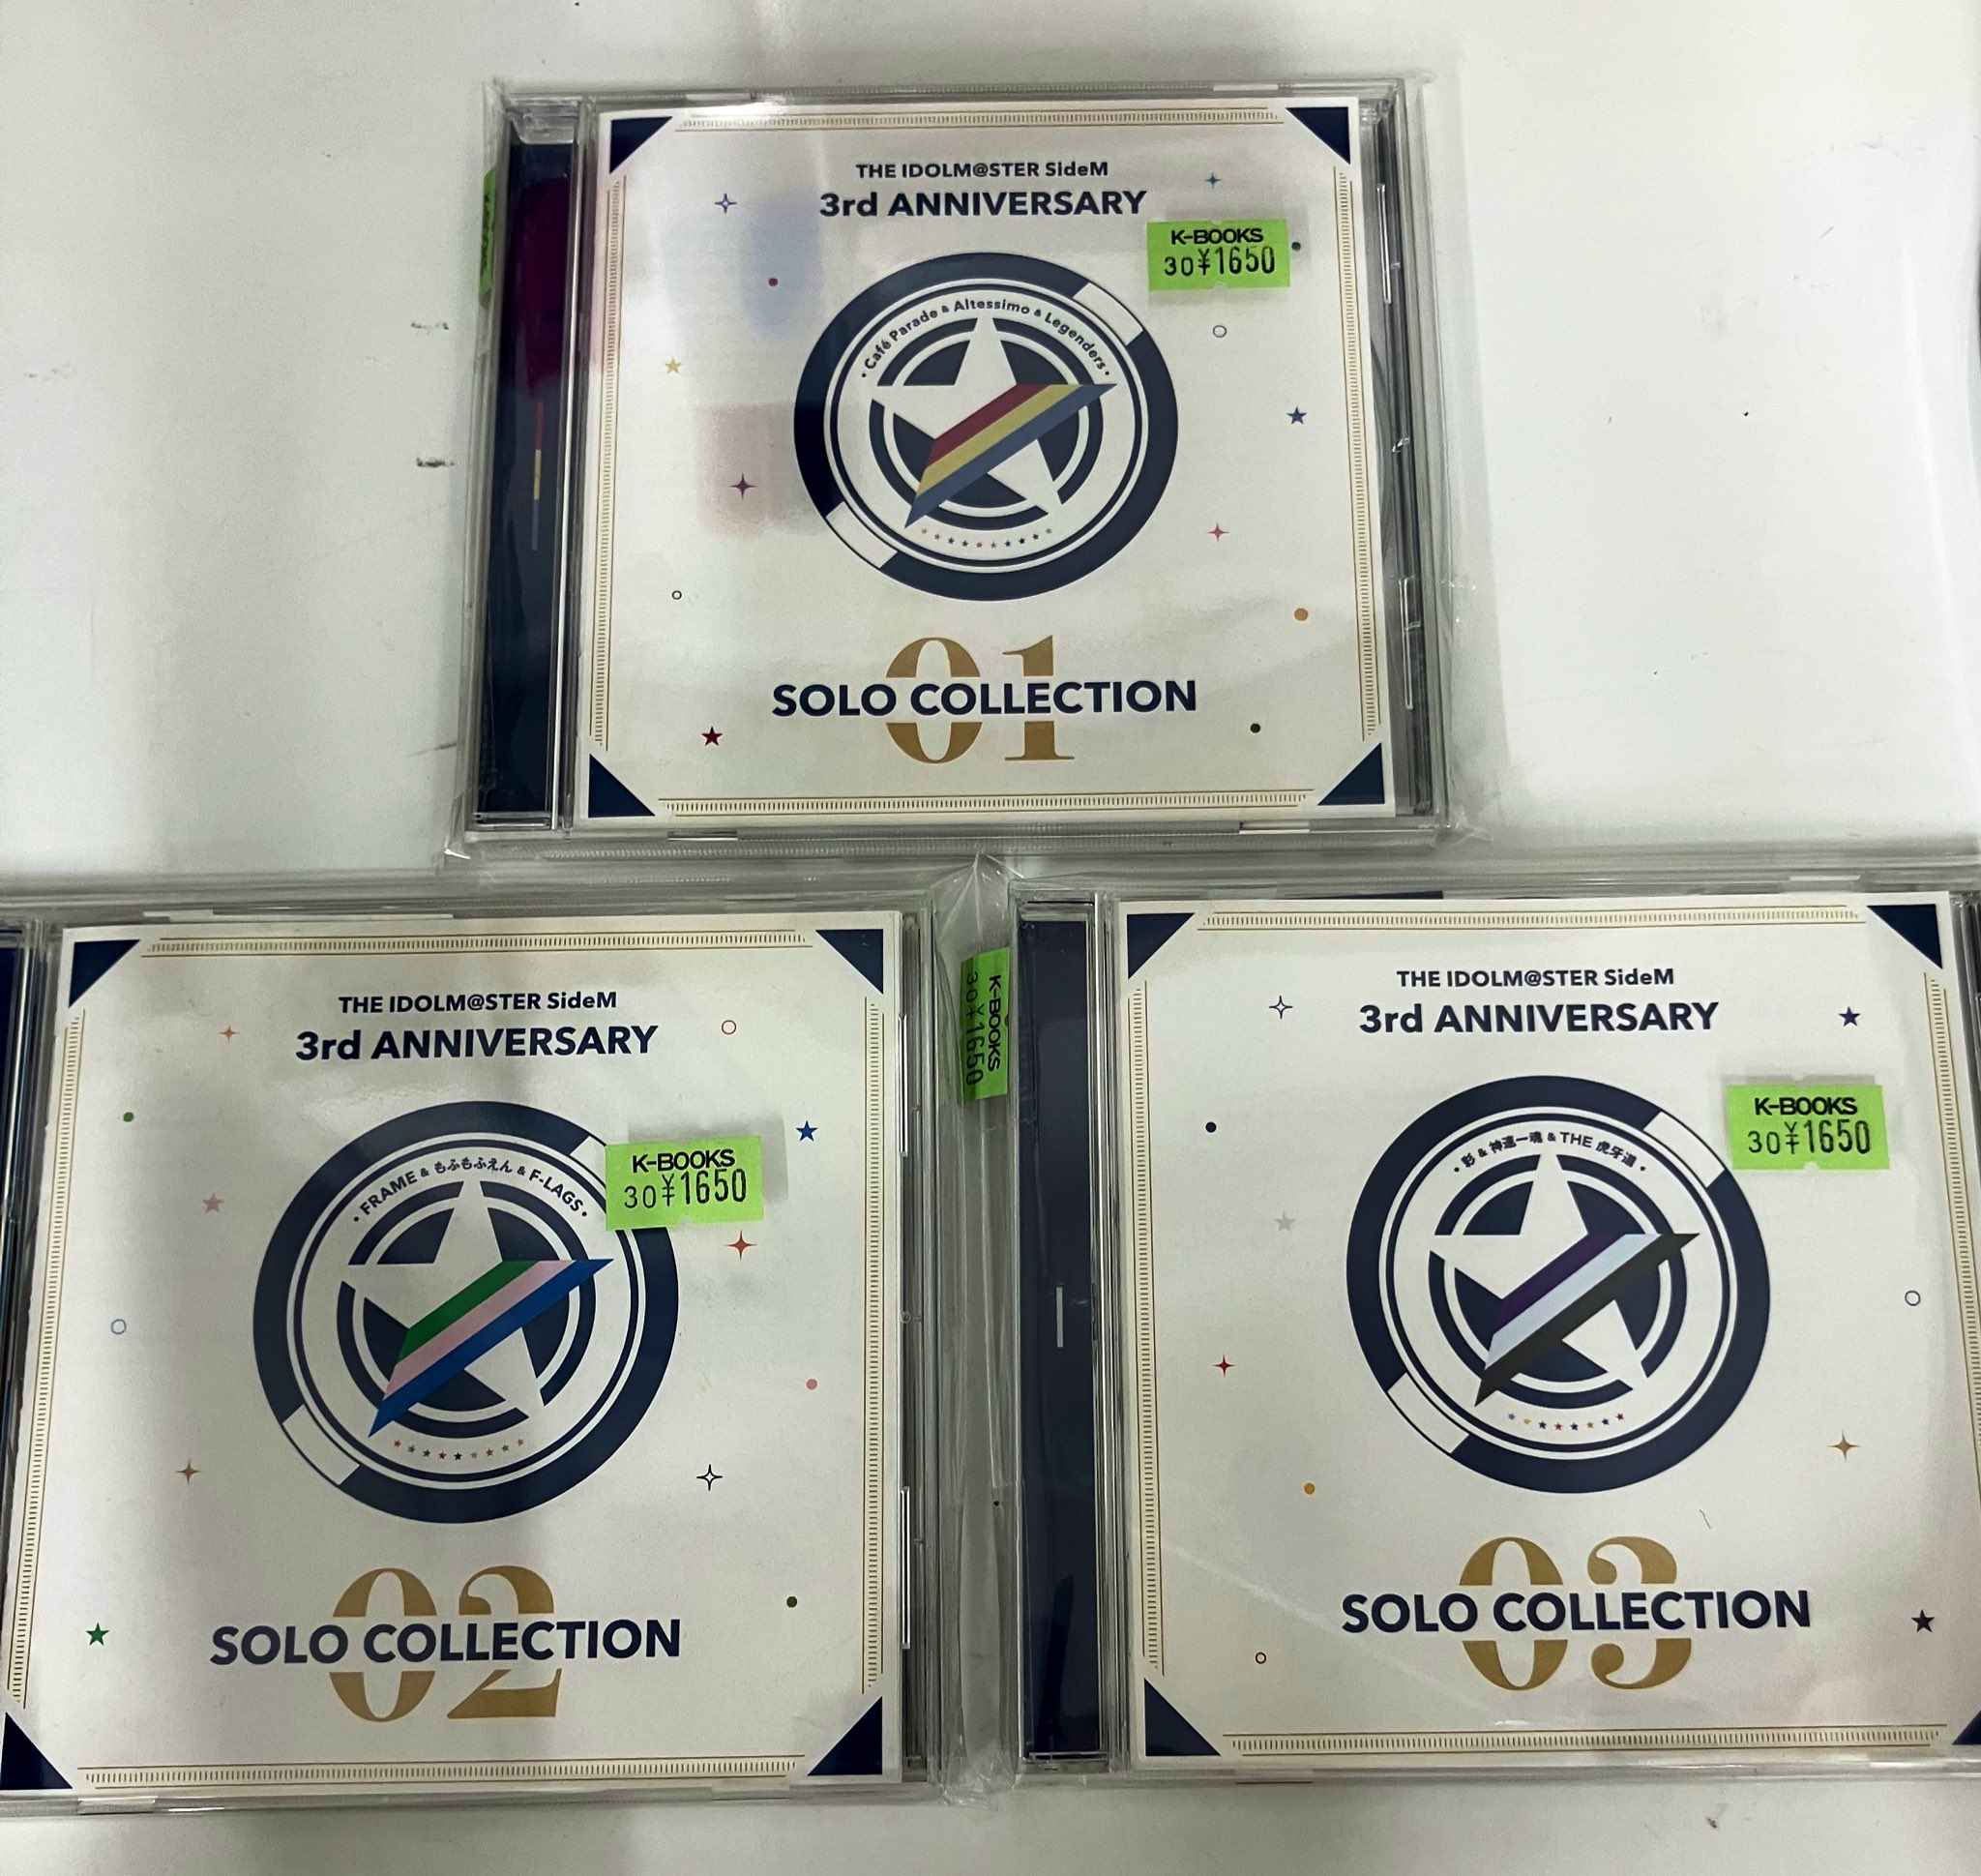 THE IDOLM@STER SideM
3rd ANNIVERSARY
K-BOOKS
30¥1650
• Café Parade & Altessimo & Legenders •
01
SOLO COLLECTION
THE IDOLM@STER SideM
3rd ANNIVERSARY
K-BOOKS
30¥1650
• FRAME & もふもふえん & F-LAGS •
02
SOLO COLLECTION
K-BOOKS
30¥1650
THE IDOLM@STER SideM
3rd ANNIVERSARY
K-BOOKS
30¥1650
• 彩 & 神速一魂 & THE 虎牙道 •
03
SOLO COLLECTION